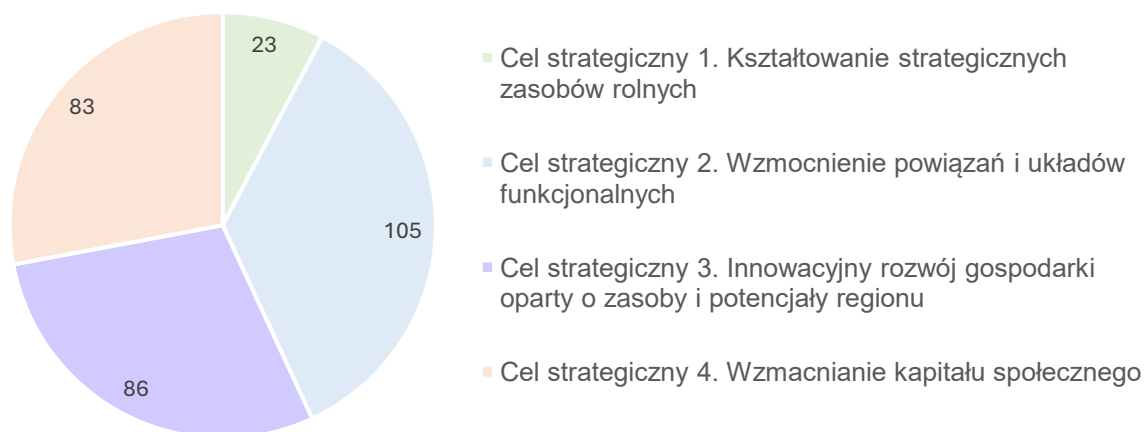 23
83
105
86
Cel strategiczny 1. Kształtowanie strategicznych
zasobów rolnych
Cel strategiczny 2. Wzmocnienie powiązań i układów
funkcjonalnych
Cel strategiczny 3. Innowacyjny rozwój gospodarki
oparty o zasoby i potencjały regionu
Cel strategiczny 4. Wzmacnianie kapitału społecznego